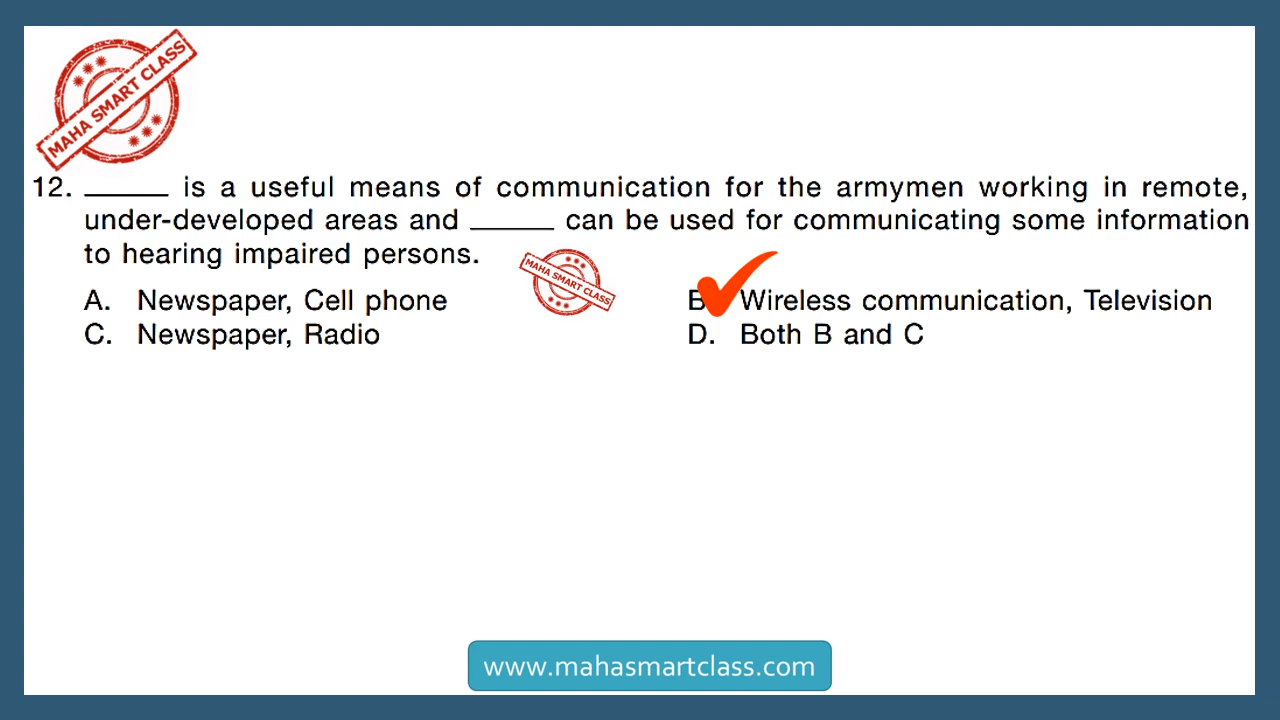 MAHA SMART CLASS
12. ______ is a useful means of communication for the armymen working in remote,
under-developed areas and ______ can be used for communicating some information
to hearing impaired persons.
MAHA SMART CLASS
A. Newspaper, Cell phone
B. Wireless communication, Television
C. Newspaper, Radio
D. Both B and C
www.mahasmartclass.com